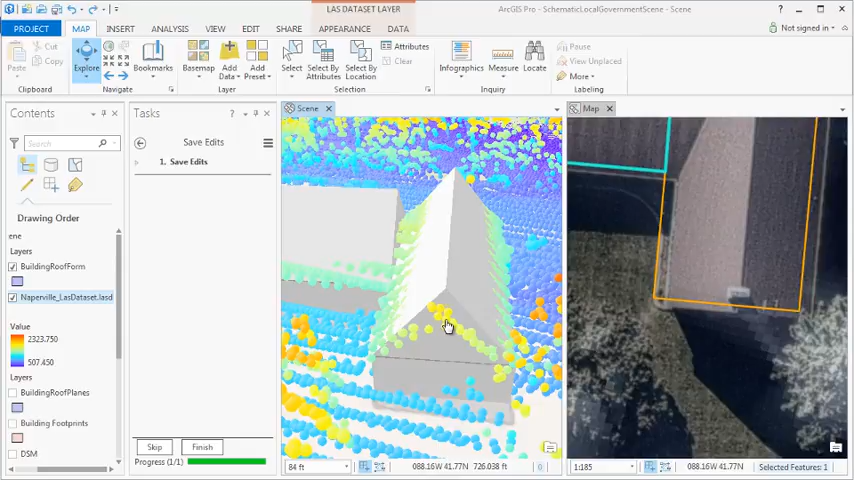 LAS DATASET LAYER
ArcGIS Pro - SchematicLocalGovernmentScene - Scene
PROJECT MAP INSERT ANALYSIS VIEW EDIT SHARE APPEARANCE DATA
Not signed in
Paste
Cut
Copy
Clipboard
Explore
Bookmarks
Navigate
Basemap
Add Data
Add Preset
Layer
Select
Select By Attributes
Select By Location
Attributes
Clear
Selection
Infographics
Measure
Locate
Inquiry
Pause
View Unplaced
More
Labeling
Contents
Search
Drawing Order
ene
Layers
BuildingRoofForm
Naperville_LasDataset.lasd
Value
2323.750
507.450
Layers
BuildingRoofPlanes
Building Footprints
DSM
Tasks
Save Edits
1. Save Edits
Skip
Finish
Progress (1/1)
Scene
84 ft
088.16W 41.77N 726.038 ft
0
Map
1:185
088.16W 41.77N
Selected Features: 1